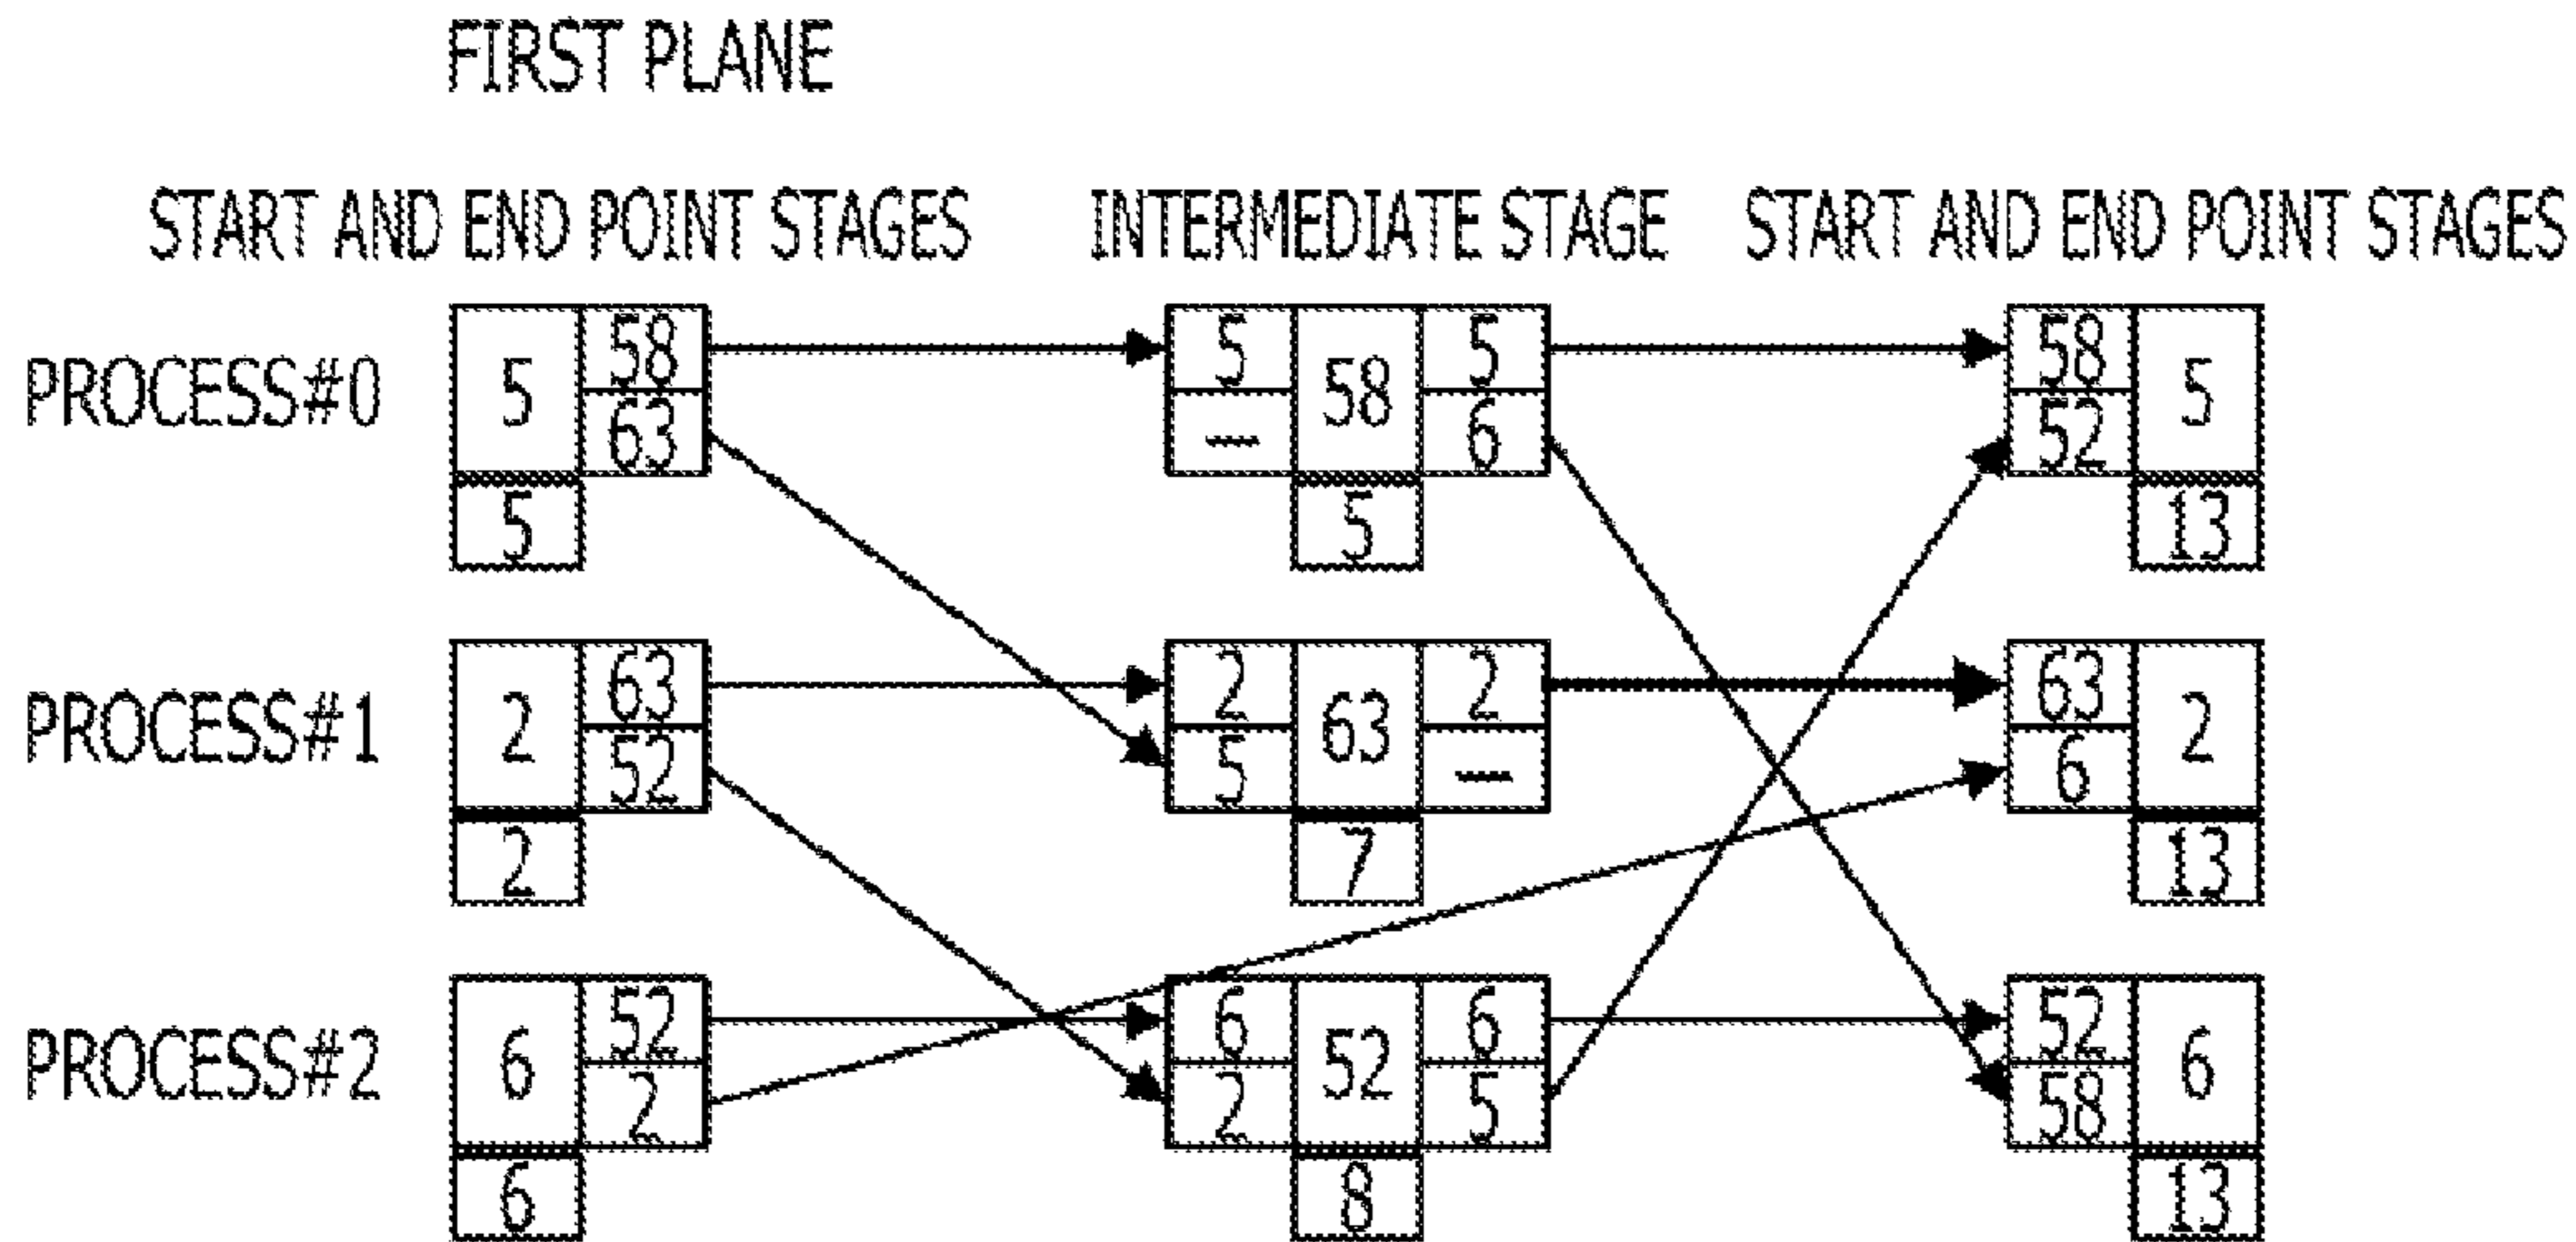 FIRST PLANE
START AND END POINT STAGES INTERMEDIATE STAGE START AND END POINT STAGES
58 5 5 58
PROCESS#0 5 58 5
63 — 6 52
5 5 13
63 2 2 63
PROCESS#1 2 63 2
52 5 — 6
2 7 13
52 6 6 52
PROCESS#2 6 52 6
2 2 5 58
6 8 13